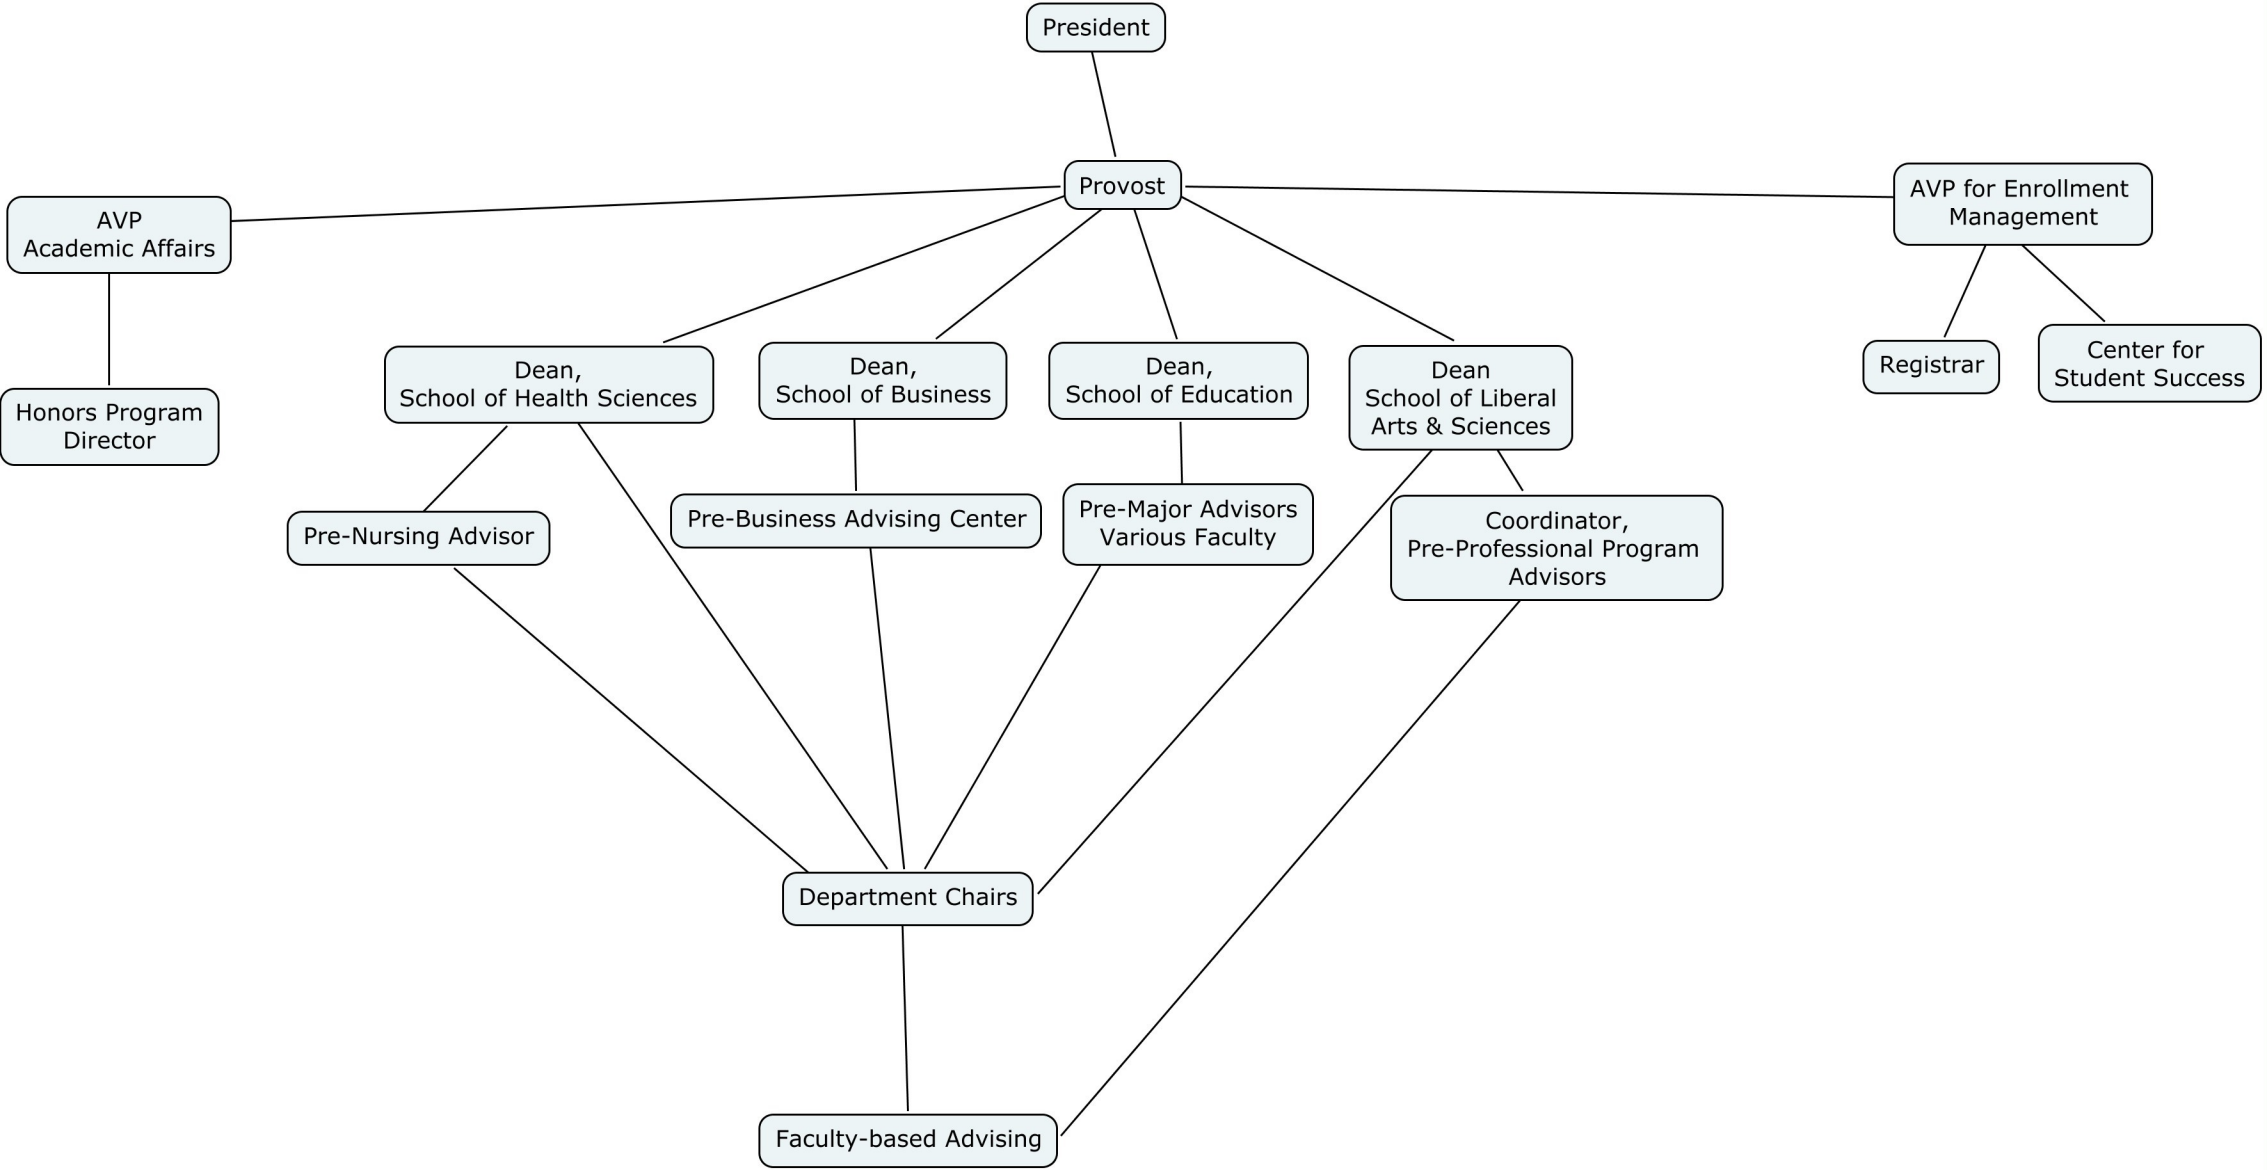 President
Provost
AVP for Enrollment
Management
AVP
Academic Affairs
Dean,
School of Health Sciences
Dean,
School of Business
Dean,
School of Education
Dean
School of Liberal
Arts & Sciences
Registrar
Center for
Student Success
Honors Program
Director
Pre-Nursing Advisor
Pre-Business Advising Center
Pre-Major Advisors
Various Faculty
Coordinator,
Pre-Professional Program
Advisors
Department Chairs
Faculty-based Advising